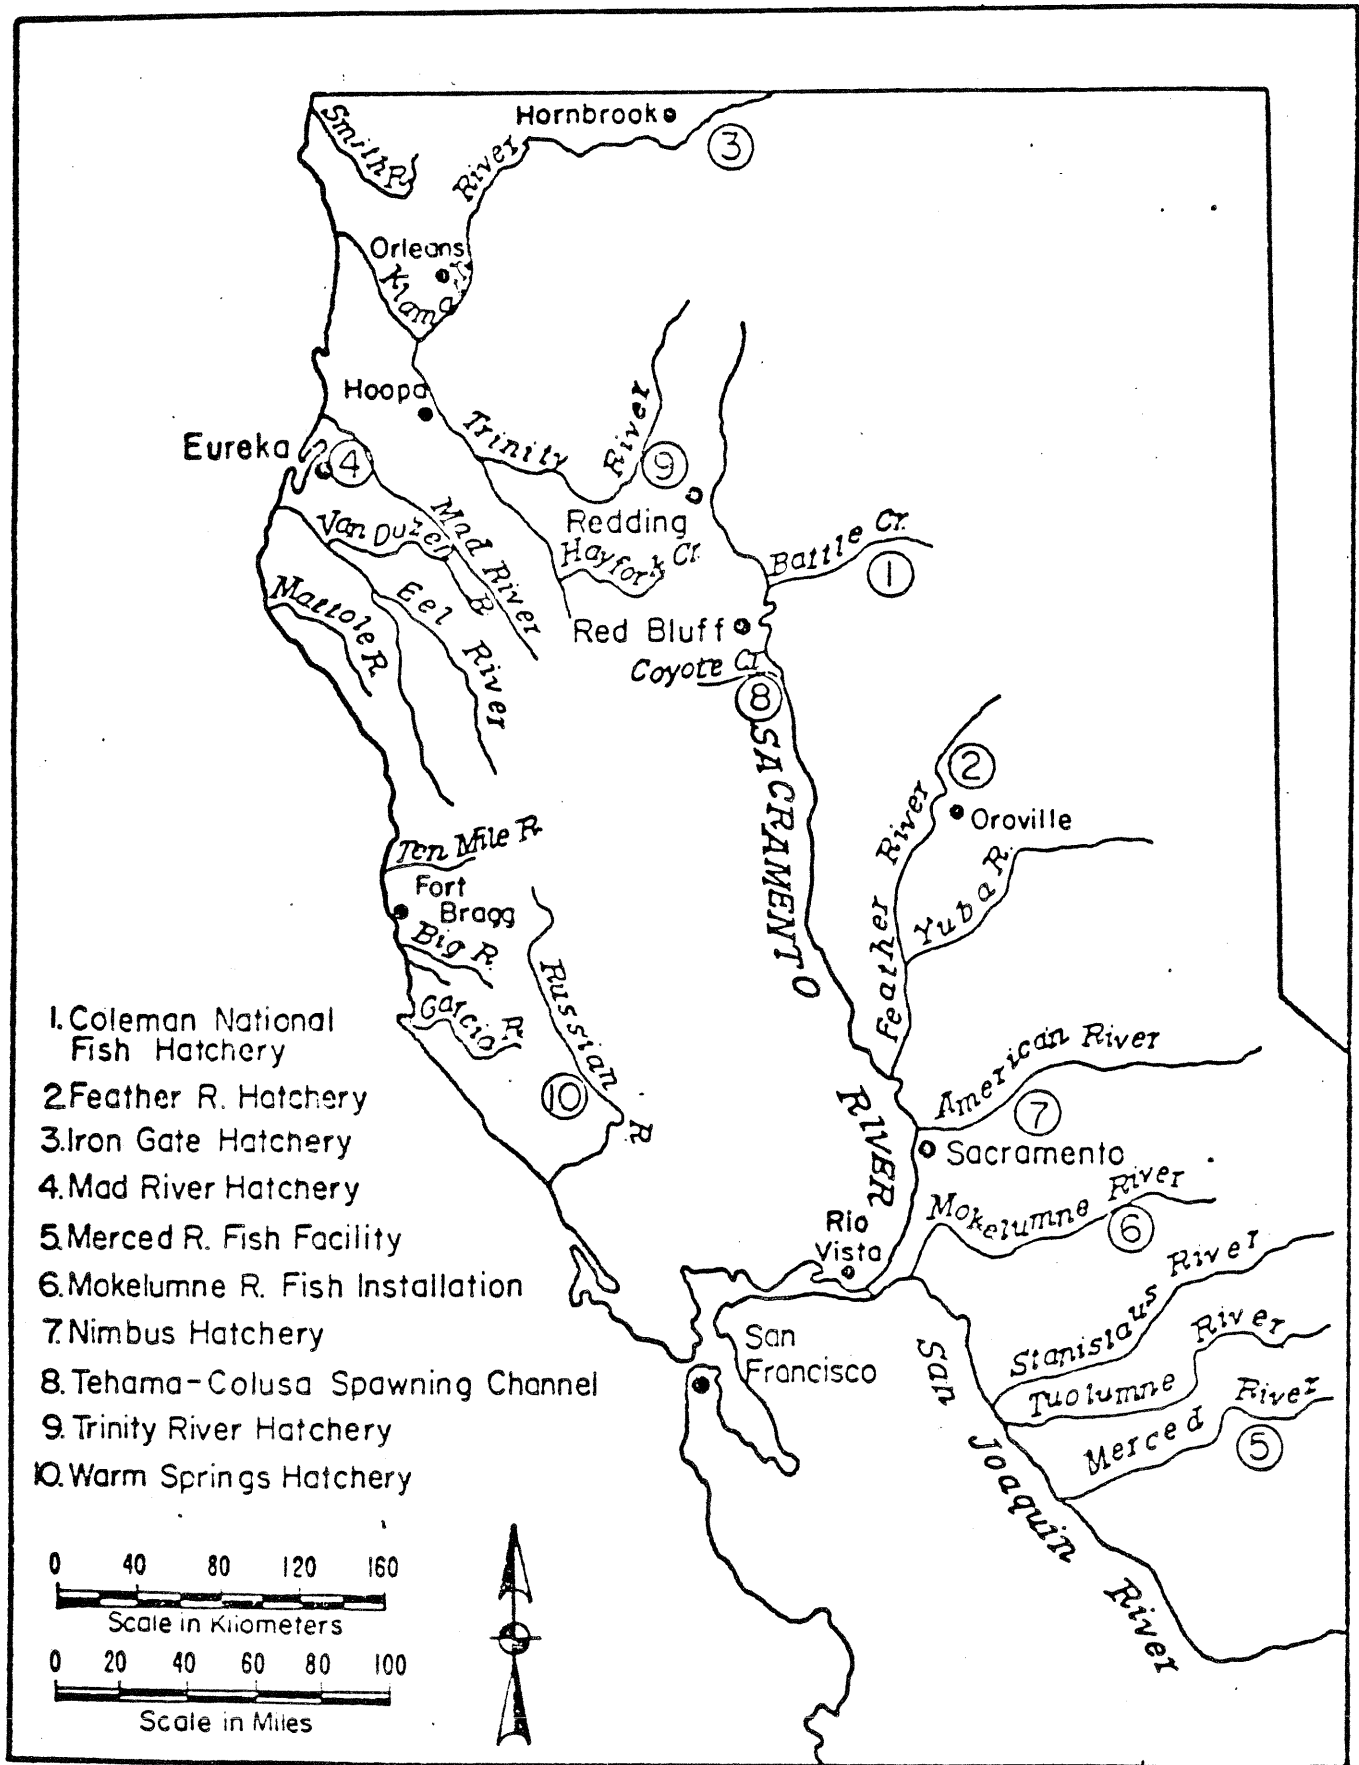 Hornbrook
Smith R.
River
3
Orleans
Klamath
Hoopa
Trinity River
Eureka
4
9
Redding
Mad River
Van Duzen R.
Hayfork Cr.
Battle Cr.
1
Mattole R.
Eel River
Red Bluff
Coyote Cr.
8
SACRAMENTO
RIVER
2
Feather River
Oroville
Yuba R.
Ten Mile R.
Fort
Bragg
Big R.
Russian
R.
Garcia R.
10
American River
7
Sacramento
Mokelumne River
6
Rio
Vista
San
Francisco
Stanislaus River
Tuolumne River
Merced River
5
San Joaquin River
1. Coleman National
Fish Hatchery
2. Feather R. Hatchery
3. Iron Gate Hatchery
4. Mad River Hatchery
5. Merced R. Fish Facility
6. Mokelumne R. Fish Installation
7. Nimbus Hatchery
8. Tehama-Colusa Spawning Channel
9. Trinity River Hatchery
10. Warm Springs Hatchery
0 40 80 120 160
Scale in Kilometers
0 20 40 60 80 100
Scale in Miles